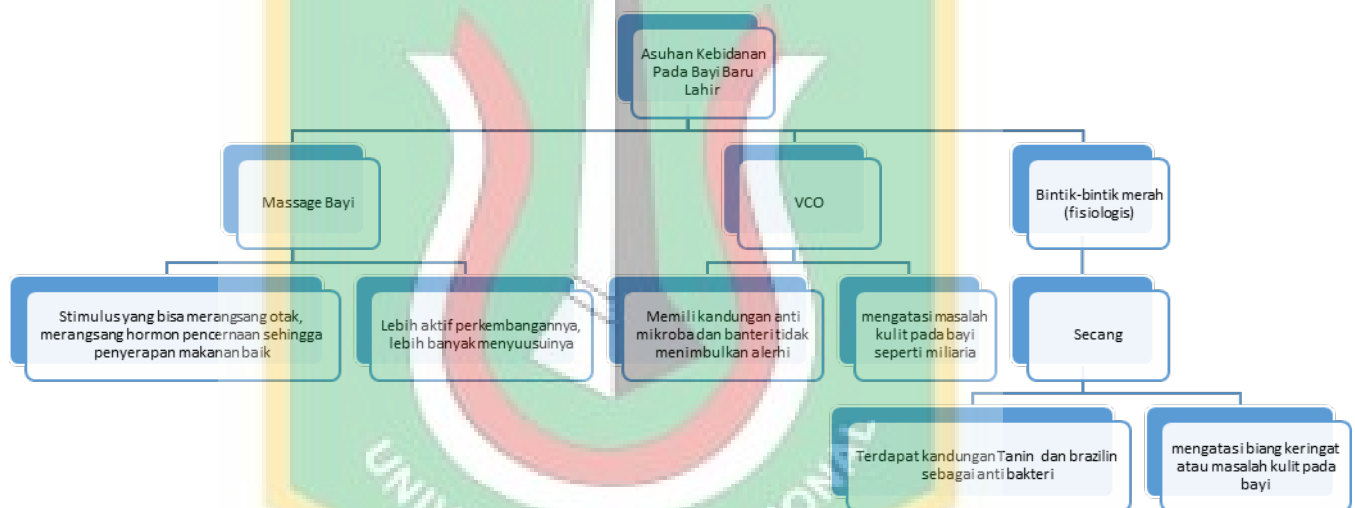 Asuhan Kebidanan
Pada Bayi Baru
Lahir
Massage Bayi
VCO
Bintik-bintik merah
(fisiologis)
Stimulus yang bisa merangsang otak,
merangsang hormon pencernaan sehingga
penyerapan makanan baik
Lebih aktif perkembangannya,
lebih banyak menyuusuinya
Memili kandungan anti
mikroba dan banteri tidak
menimbulkan alerhi
mengatasi masalah
kulit pada bayi
seperti miliaria
Secang
Terdapat kandungan Tanin dan brazilin
sebagai anti bakteri
mengatasi biang keringat
atau masalah kulit pada
bayi